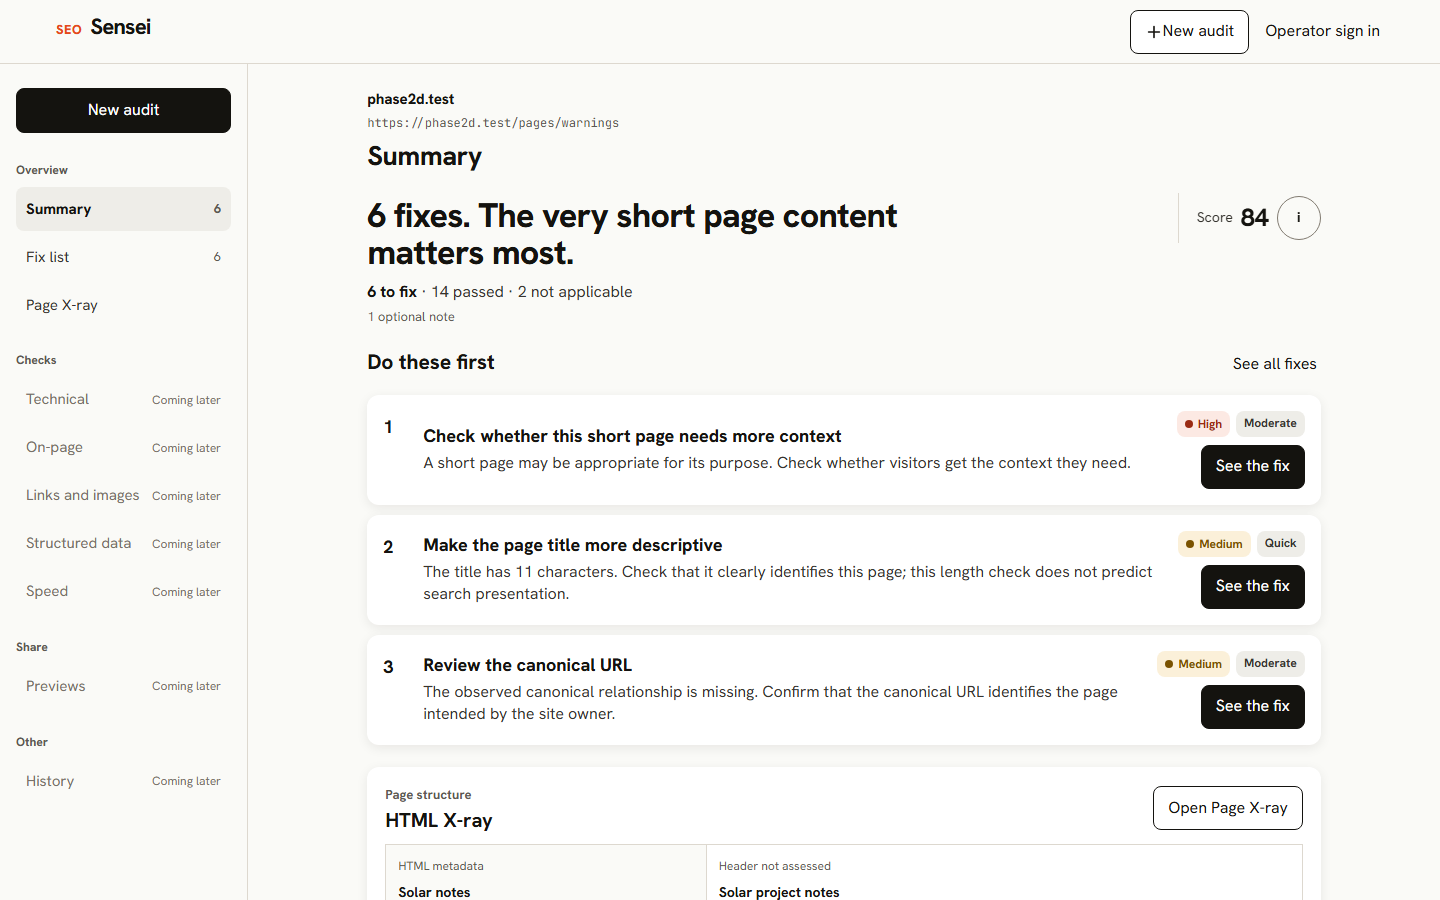 SEO Sensei
+ New audit
Operator sign in
New audit
Overview
Summary 6
Fix list 6
Page X-ray
Checks
Technical Coming later
On-page Coming later
Links and images Coming later
Structured data Coming later
Speed Coming later
Share
Previews Coming later
Other
History Coming later
phase2d.test
https://phase2d.test/pages/warnings
Summary
6 fixes. The very short page content
matters most.
Score 84 i
6 to fix · 14 passed · 2 not applicable
1 optional note
Do these first
See all fixes
1
Check whether this short page needs more context
A short page may be appropriate for its purpose. Check whether visitors get the context they need.
High Moderate
See the fix
2
Make the page title more descriptive
The title has 11 characters. Check that it clearly identifies this page; this length check does not predict
search presentation.
Medium Quick
See the fix
3
Review the canonical URL
The observed canonical relationship is missing. Confirm that the canonical URL identifies the page
intended by the site owner.
Medium Moderate
See the fix
Page structure
HTML X-ray
Open Page X-ray
HTML metadata
Solar notes
Header not assessed
Solar project notes